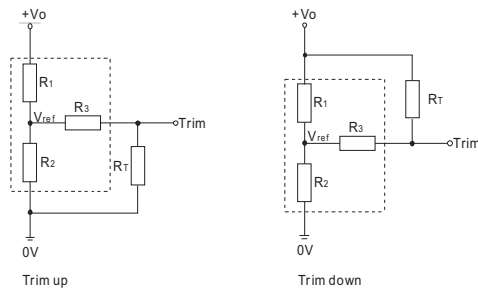 +Vo
R1
R3
Vref
Trim
R2
RT
0V
Trim up
+Vo
R1
RT
R3
Vref
Trim
R2
0V
Trim down